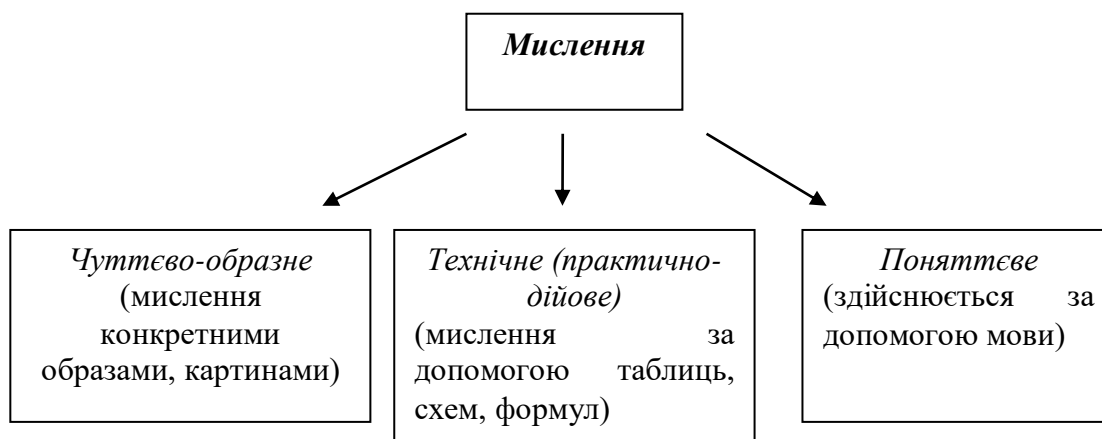 Мислення
Чуттєво-образне
(мислення
конкретними
образами, картинами)
Технічне (практично-
дійове)
(мислення за
допомогою таблиць,
схем, формул)
Поняттєве
(здійснюється за
допомогою мови)